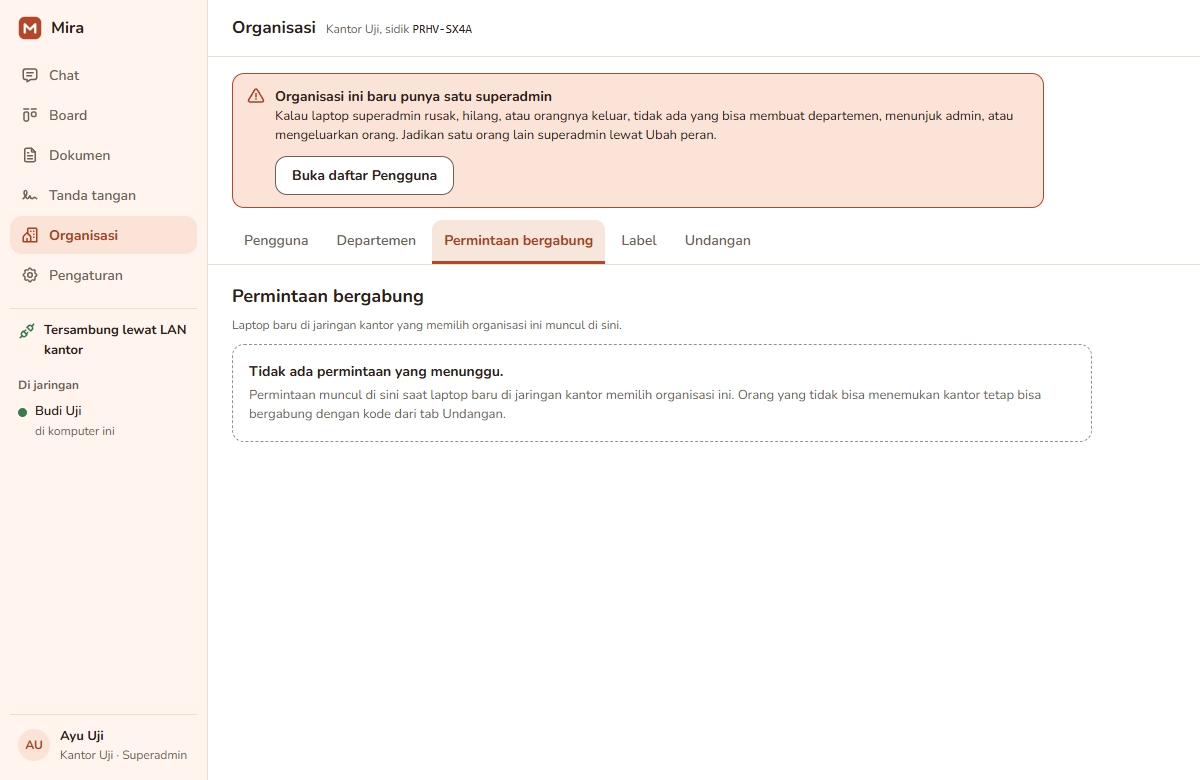 Mira
Chat
Board
Dokumen
Tanda tangan
Organisasi
Pengaturan
Tersambung lewat LAN
kantor
Di jaringan
Budi Uji
di komputer ini
AU
Ayu Uji
Kantor Uji · Superadmin
Organisasi Kantor Uji, sidik PRHV-SX4A
Organisasi ini baru punya satu superadmin
Kalau laptop superadmin rusak, hilang, atau orangnya keluar, tidak ada yang bisa membuat departemen, menunjuk admin, atau
mengeluarkan orang. Jadikan satu orang lain superadmin lewat Ubah peran.
Buka daftar Pengguna
Pengguna Departemen Permintaan bergabung Label Undangan
Permintaan bergabung
Laptop baru di jaringan kantor yang memilih organisasi ini muncul di sini.
Tidak ada permintaan yang menunggu.
Permintaan muncul di sini saat laptop baru di jaringan kantor memilih organisasi ini. Orang yang tidak bisa menemukan kantor tetap bisa
bergabung dengan kode dari tab Undangan.